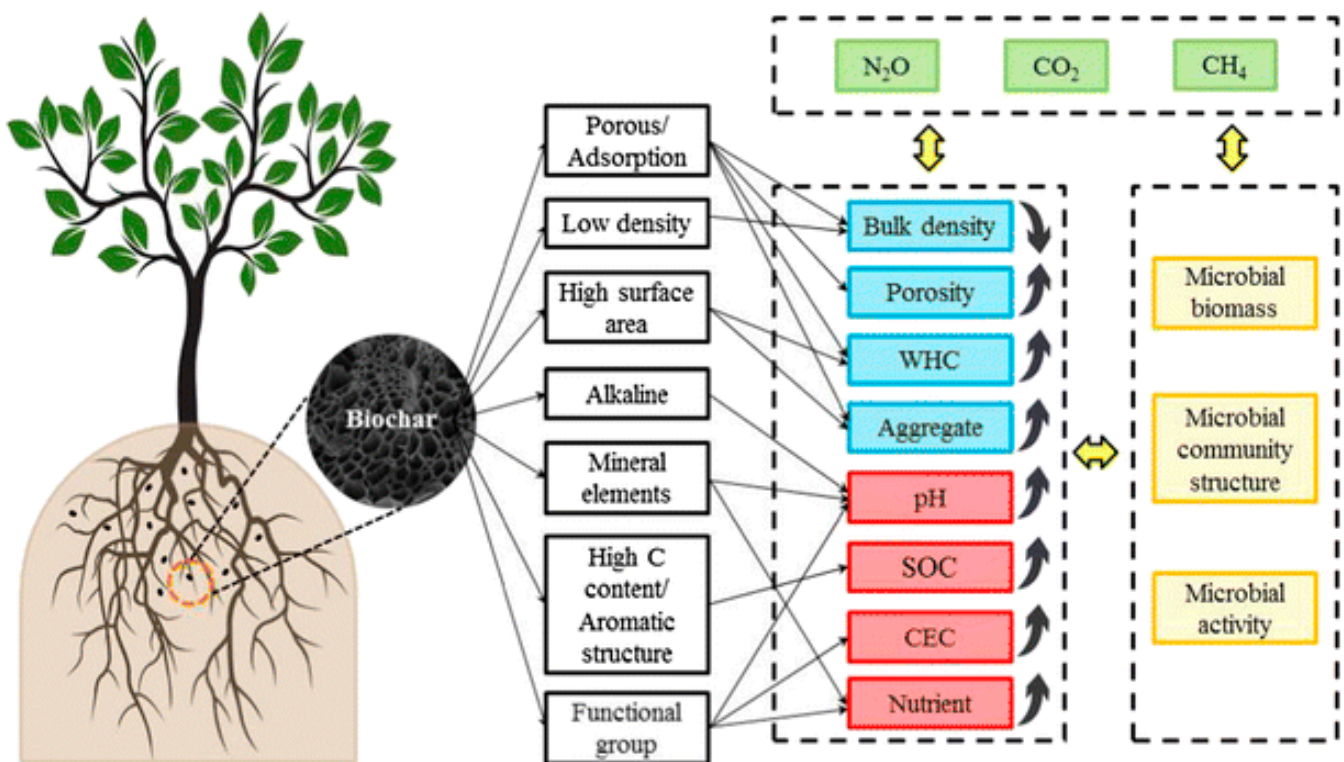 N₂O
CO₂
CH₄
Porous/
Adsorption
Low density
High surface
area
Alkaline
Mineral
elements
High C
content/
Aromatic
structure
Functional
group
Biochar
Bulk density
Porosity
WHC
Aggregate
pH
SOC
CEC
Nutrient
Microbial
biomass
Microbial
community
structure
Microbial
activity